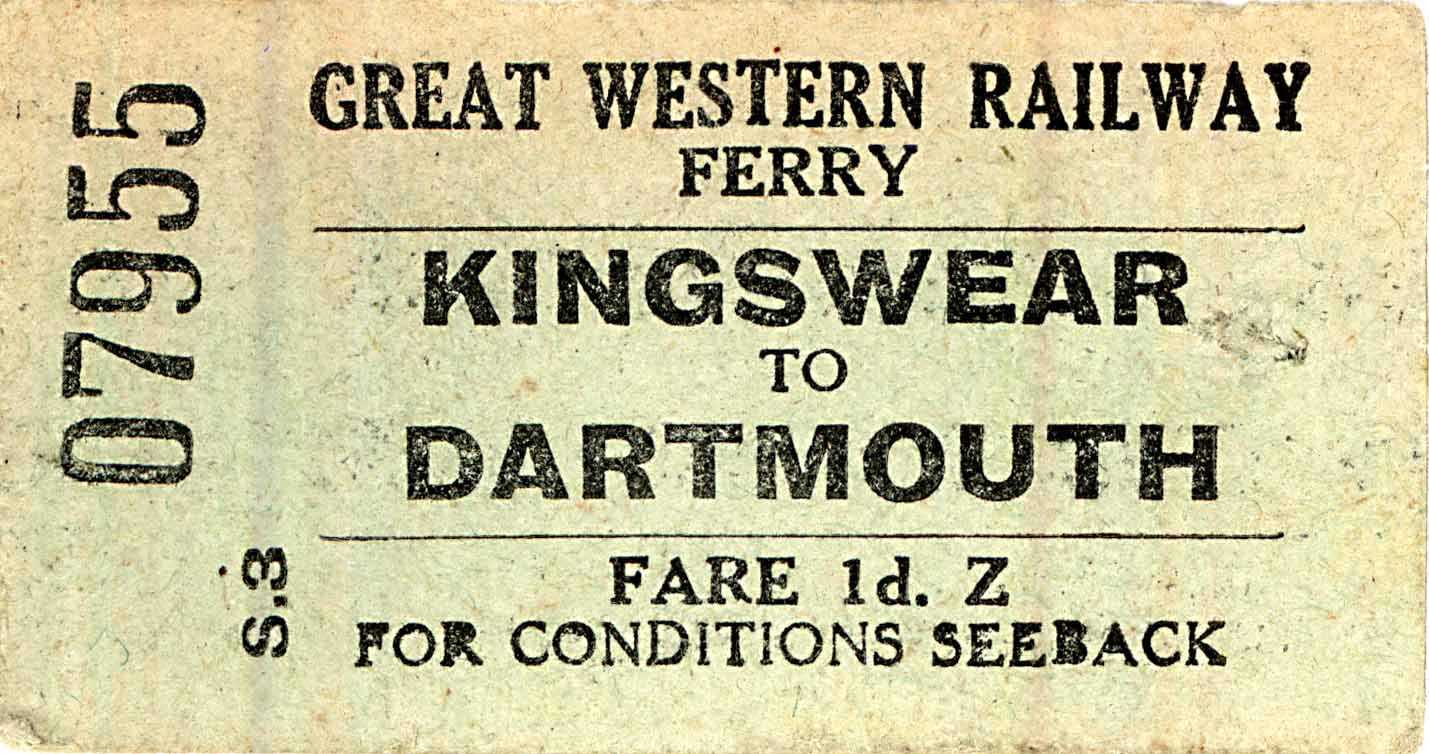 GREAT WESTERN RAILWAY
FERRY
KINGSWEAR
TO
DARTMOUTH
FARE 1d. Z
FOR CONDITIONS SEEBACK
07955
S.3